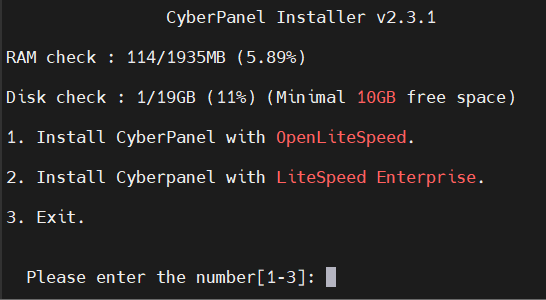 CyberPanel Installer v2.3.1
RAM check : 114/1935MB (5.89%)
Disk check : 1/19GB (11%) (Minimal 10GB free space)
1. Install CyberPanel with OpenLiteSpeed.
2. Install Cyberpanel with LiteSpeed Enterprise.
3. Exit.
Please enter the number[1-3]: